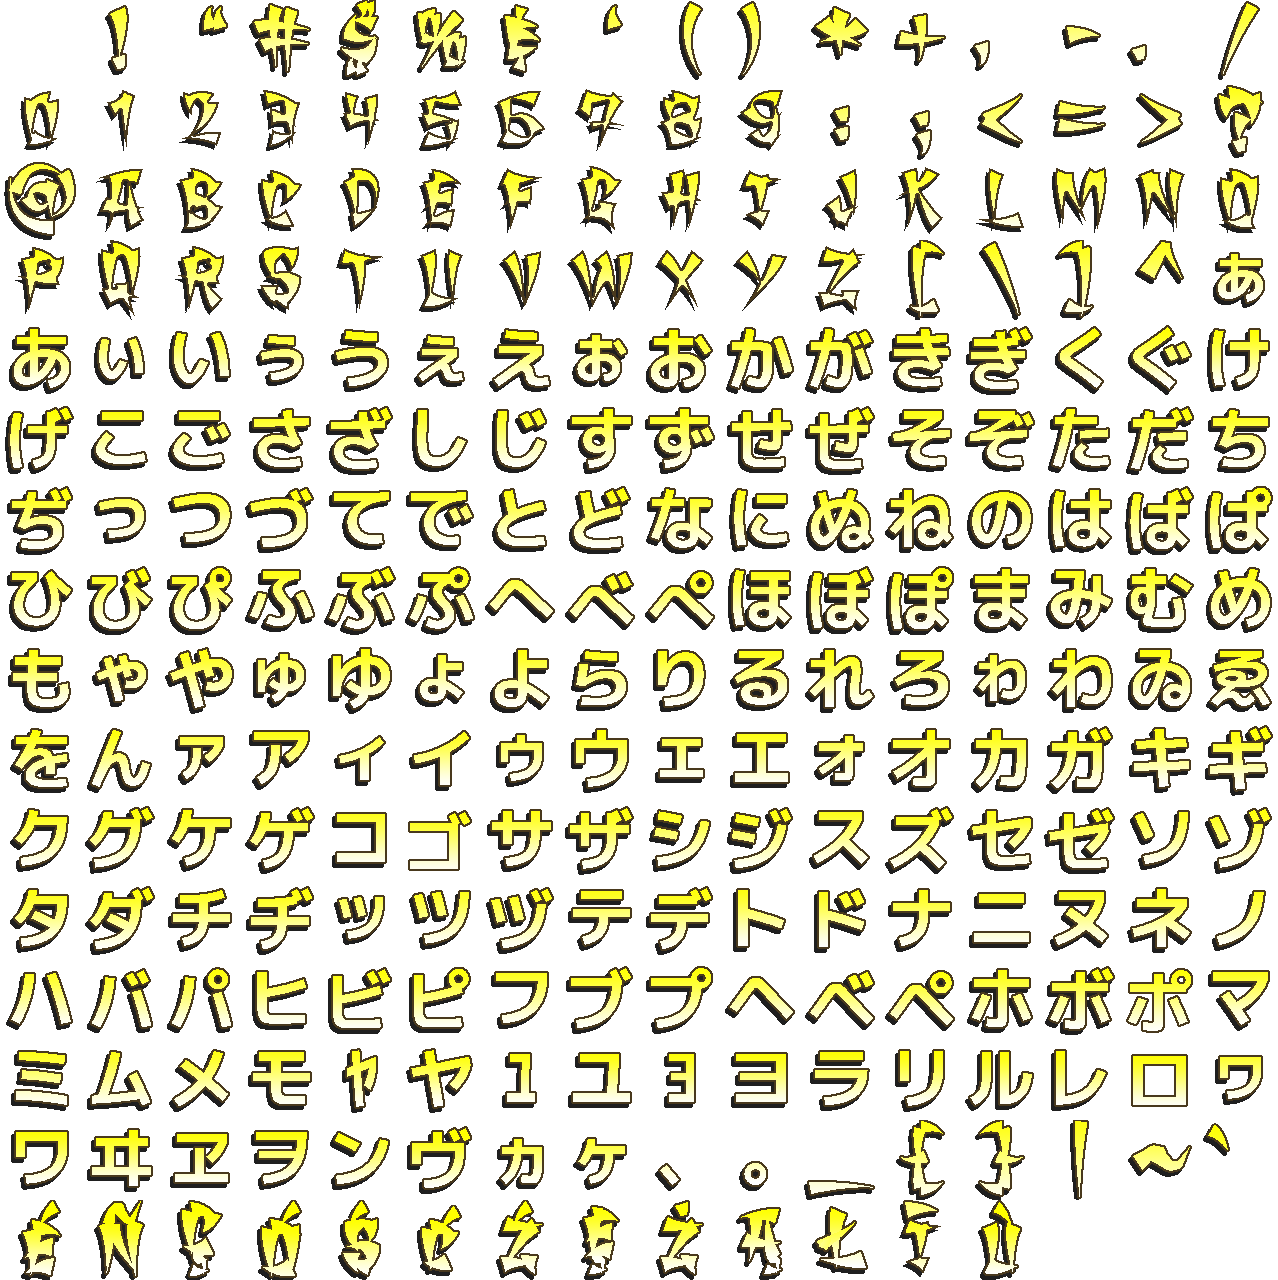 ! “ # $ % & ‘ ( ) * + , - . /
0 1 2 3 4 5 6 7 8 9 : ; < = > ?
@ A B C D E F G H I J K L M N O
P Q R S T U V W X Y Z [ \ ] ^ ぁ
あ ぃ い ぅ う ぇ え ぉ お か が き ぎ く ぐ け
げ こ ご さ ざ し じ す ず せ ぜ そ ぞ た だ ち
ぢ っ つ づ て で と ど な に ぬ ね の は ば ぱ
ひ び ぴ ふ ぶ ぷ へ べ ぺ ほ ぼ ぽ ま み む め
も ゃ や ゅ ゆ ょ よ ら り る れ ろ ゎ わ ゐ ゑ
を ん ァ ア ィ イ ゥ ウ ェ エ ォ オ カ ガ キ ギ
ク グ ケ ゲ コ ゴ サ ザ シ ジ ス ズ セ ゼ ソ ゾ
タ ダ チ ヂ ッ ツ ヅ テ デ ト ド ナ ニ ヌ ネ ノ
ハ バ パ ヒ ビ ピ フ ブ プ ヘ ベ ペ ホ ボ ポ マ
ミ ム メ モ ャ ヤ ュ ユ ョ ヨ ラ リ ル レ ロ ヮ
ワ ヰ ヱ ヲ ン ヴ ヵ ヶ 、 。 _ { } | ~ `
É Ñ Ó Ś Ć Ż Ę Ź Ą Ł